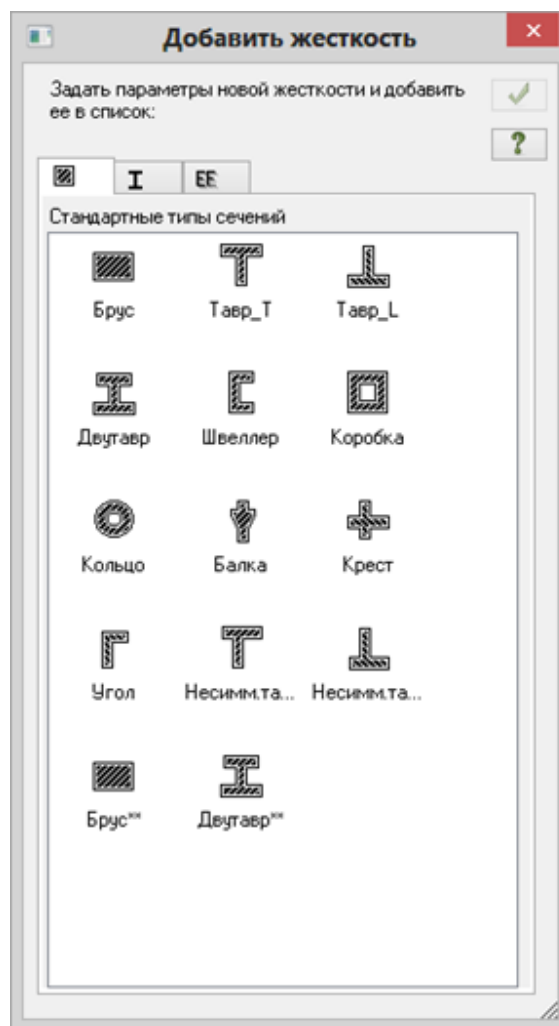 Добавить жесткость
Задать параметры новой жесткости и добавить
ее в список:
I
EE
Стандартные типы сечений
Брус Тавр_Т Тавр_L
Двутавр Швеллер Коробка
Кольцо Балка Крест
Угол Несимм.та... Несимм.та...
Брус** Двутавр**